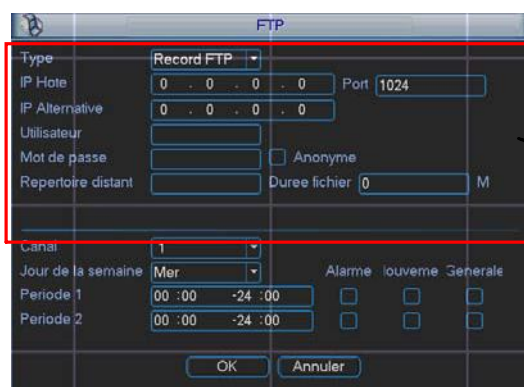 FTP
Type Record FTP
IP Hote 0 . 0 . 0 . 0 Port 1024
IP Alternative 0 . 0 . 0 . 0
Utilisateur
Mot de passe Anonyme
Repertoire distant Duree fichier 0 M
Canal 1
Jour de la semaine Mer Alarme louveme Generale
Periode 1 00 :00 -24 :00
Periode 2 00 :00 -24 :00
OK Annuler